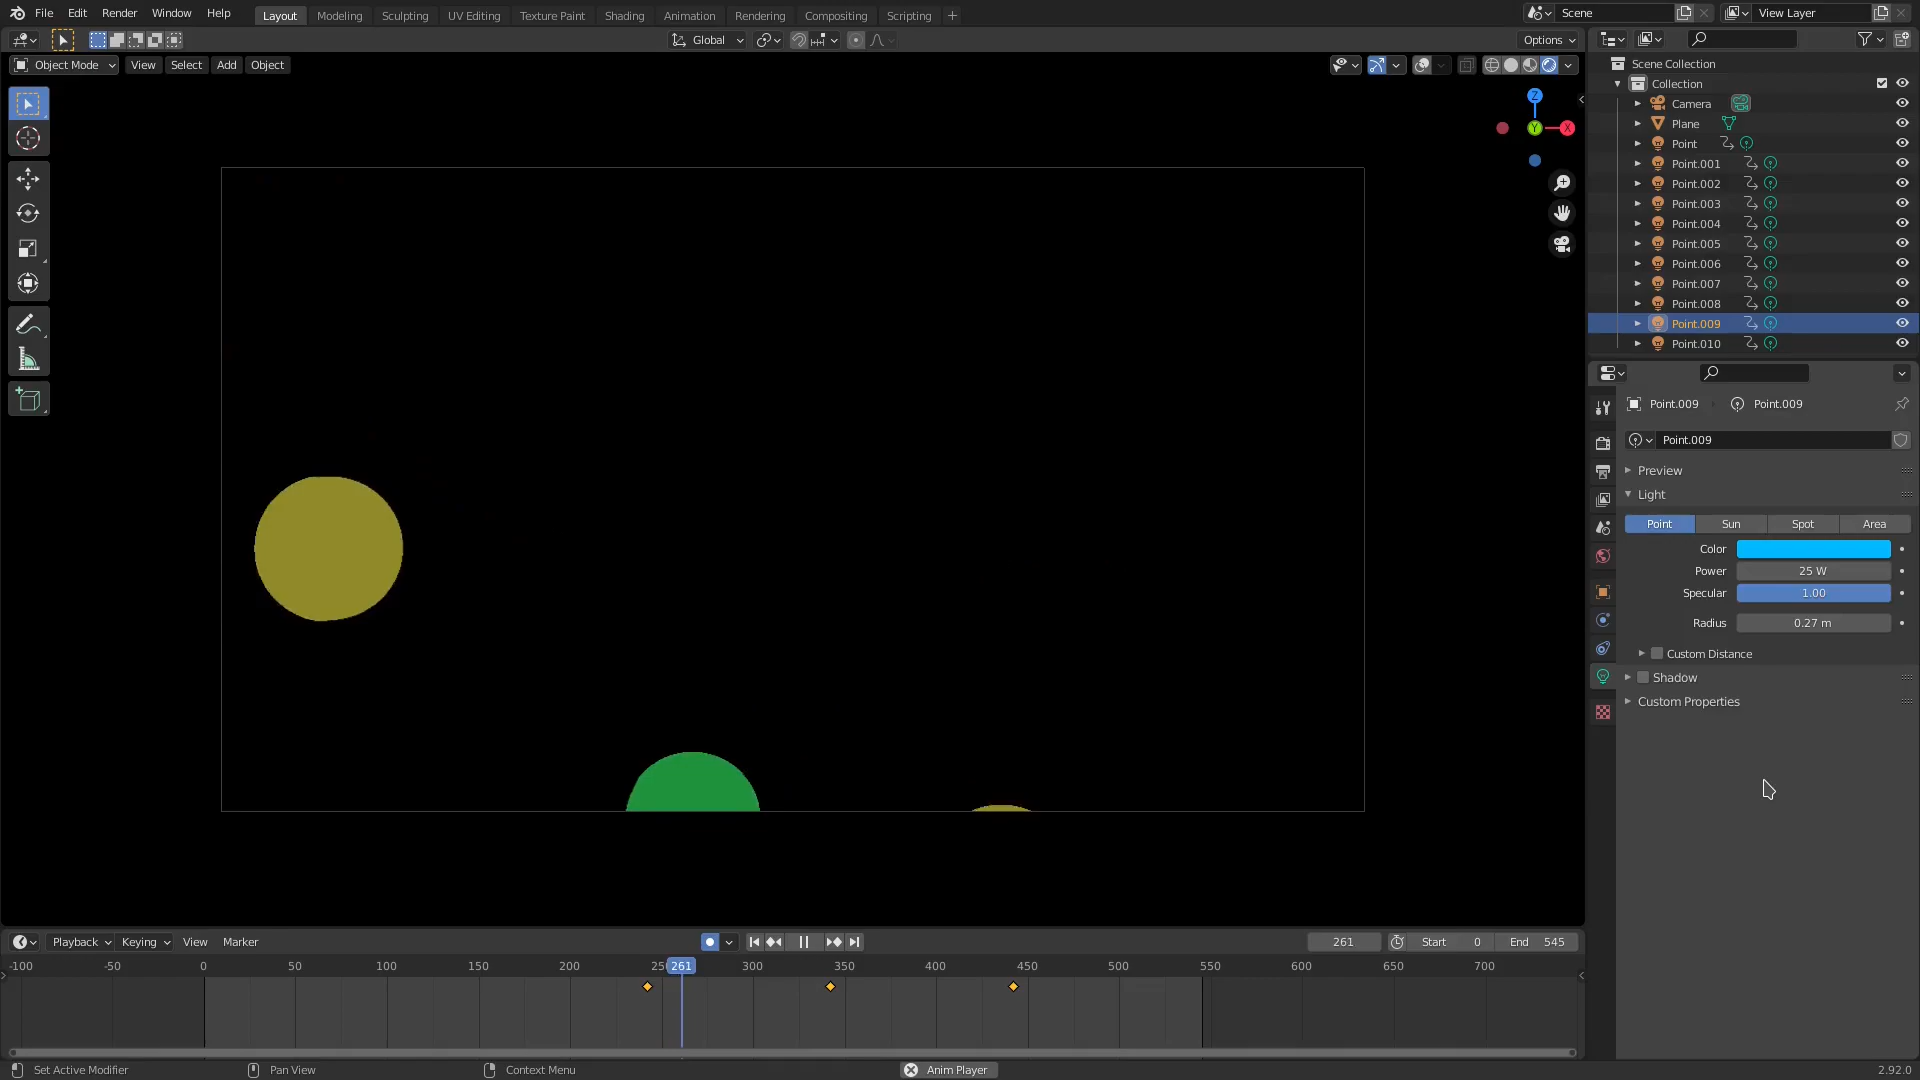 File Edit Render Window Help Layout Modeling Sculpting UV Editing Texture Paint Shading Animation Rendering Compositing Scripting + Scene View Layer
Global Options
Object Mode View Select Add Object
Z
Y X
Scene Collection
Collection
Camera
Plane
Point
Point.001
Point.002
Point.003
Point.004
Point.005
Point.006
Point.007
Point.008
Point.009
Point.010
Point.009 Point.009
Point.009
Preview
Light
Point Sun Spot Area
Color
Power 25 W
Specular 1.00
Radius 0.27 m
Custom Distance
Shadow
Custom Properties
Playback Keying View Marker 261 Start 0 End 545
-100 -50 0 50 100 150 200 25 261 300 350 400 450 500 550 600 650 700
Set Active Modifier Pan View Context Menu Anim Player 2.92.0